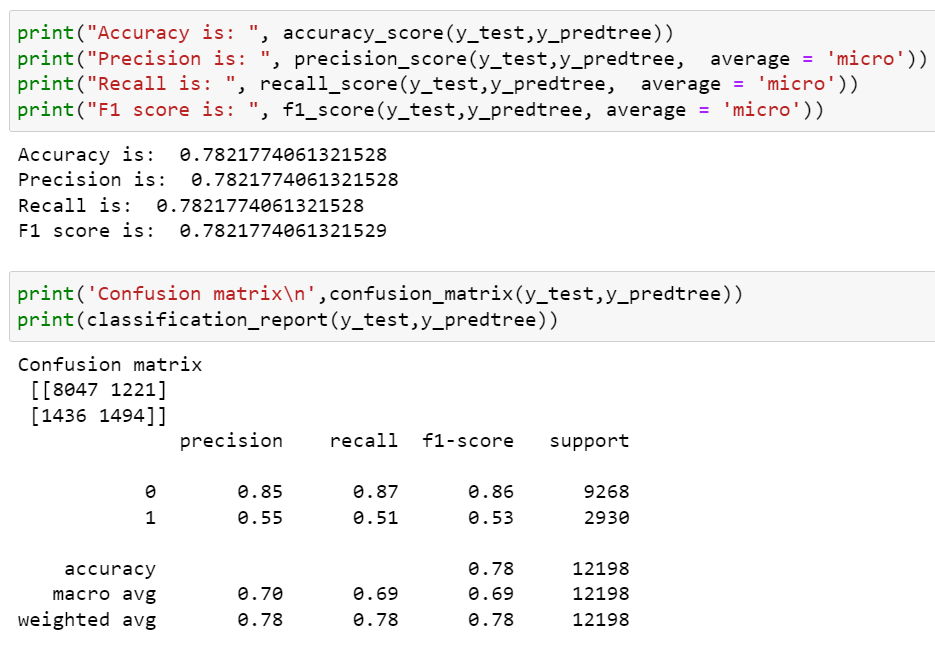 print("Accuracy is: ", accuracy_score(y_test,y_predtree))
print("Precision is: ", precision_score(y_test,y_predtree,  average = 'micro'))
print("Recall is: ", recall_score(y_test,y_predtree,  average = 'micro'))
print("F1 score is: ", f1_score(y_test,y_predtree, average = 'micro'))
Accuracy is:  0.7821774061321528
Precision is:  0.7821774061321528
Recall is:  0.7821774061321528
F1 score is:  0.7821774061321529
print('Confusion matrix\n',confusion_matrix(y_test,y_predtree))
print(classification_report(y_test,y_predtree))
Confusion matrix
 [[8047 1221]
 [1436 1494]]
              precision    recall  f1-score   support
           0       0.85      0.87      0.86      9268
           1       0.55      0.51      0.53      2930
    accuracy                           0.78     12198
   macro avg       0.70      0.69      0.69     12198
weighted avg       0.78      0.78      0.78     12198